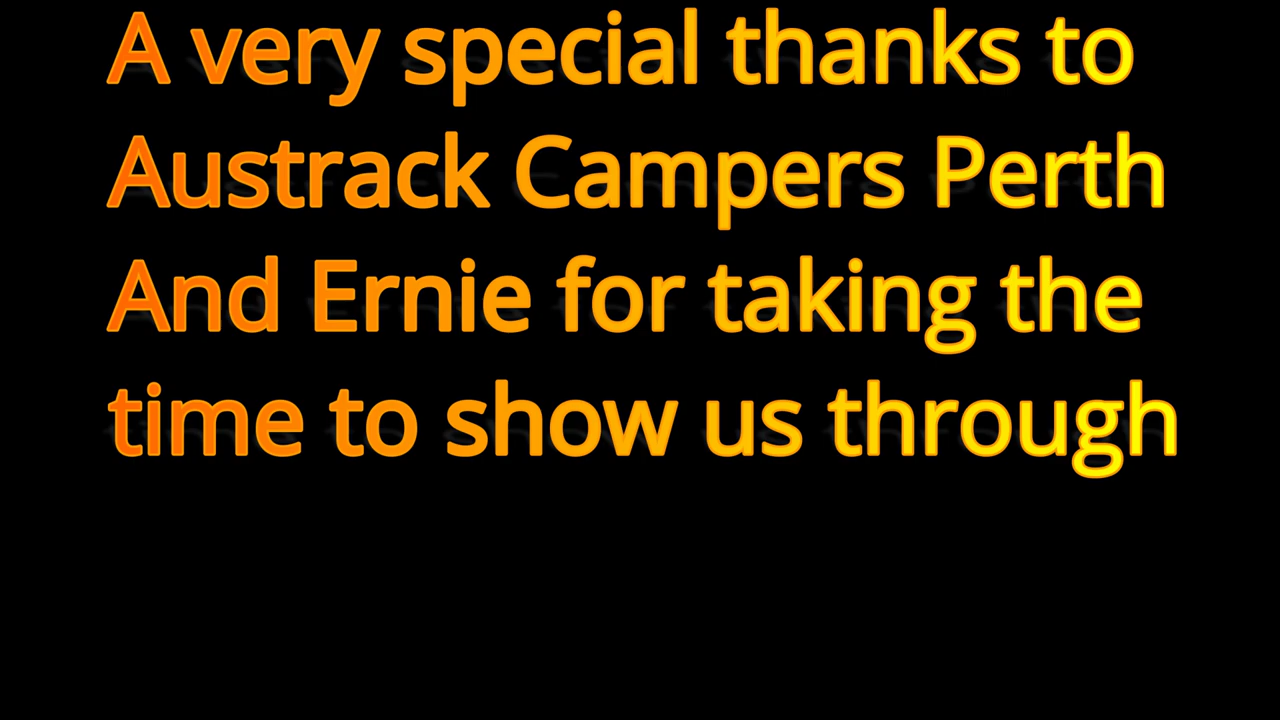 A very special thanks to
Austrack Campers Perth
And Ernie for taking the
time to show us through